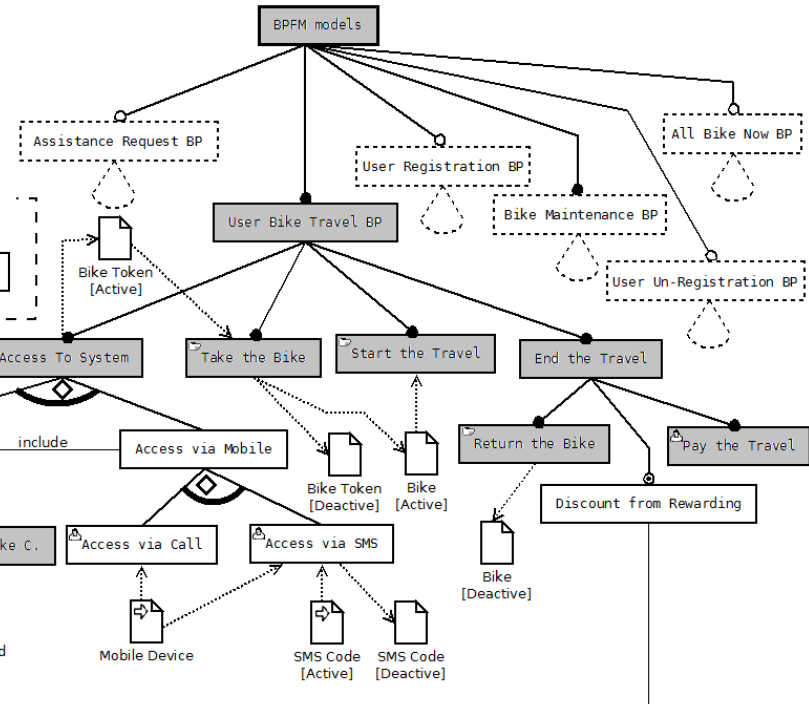 BPFM models
Assistance Request BP
User Registration BP
All Bike Now BP
User Bike Travel BP
Bike Maintenance BP
Bike Token
[Active]
User Un-Registration BP
Access To System
Take the Bike
Start the Travel
End the Travel
include
Access via Mobile
Return the Bike
Pay the Travel
Bike Token
[Deactive]
Bike
[Active]
Discount from Rewarding
ke C.
Access via Call
Access via SMS
Bike
[Deactive]
Mobile Device
SMS Code
[Active]
SMS Code
[Deactive]
d